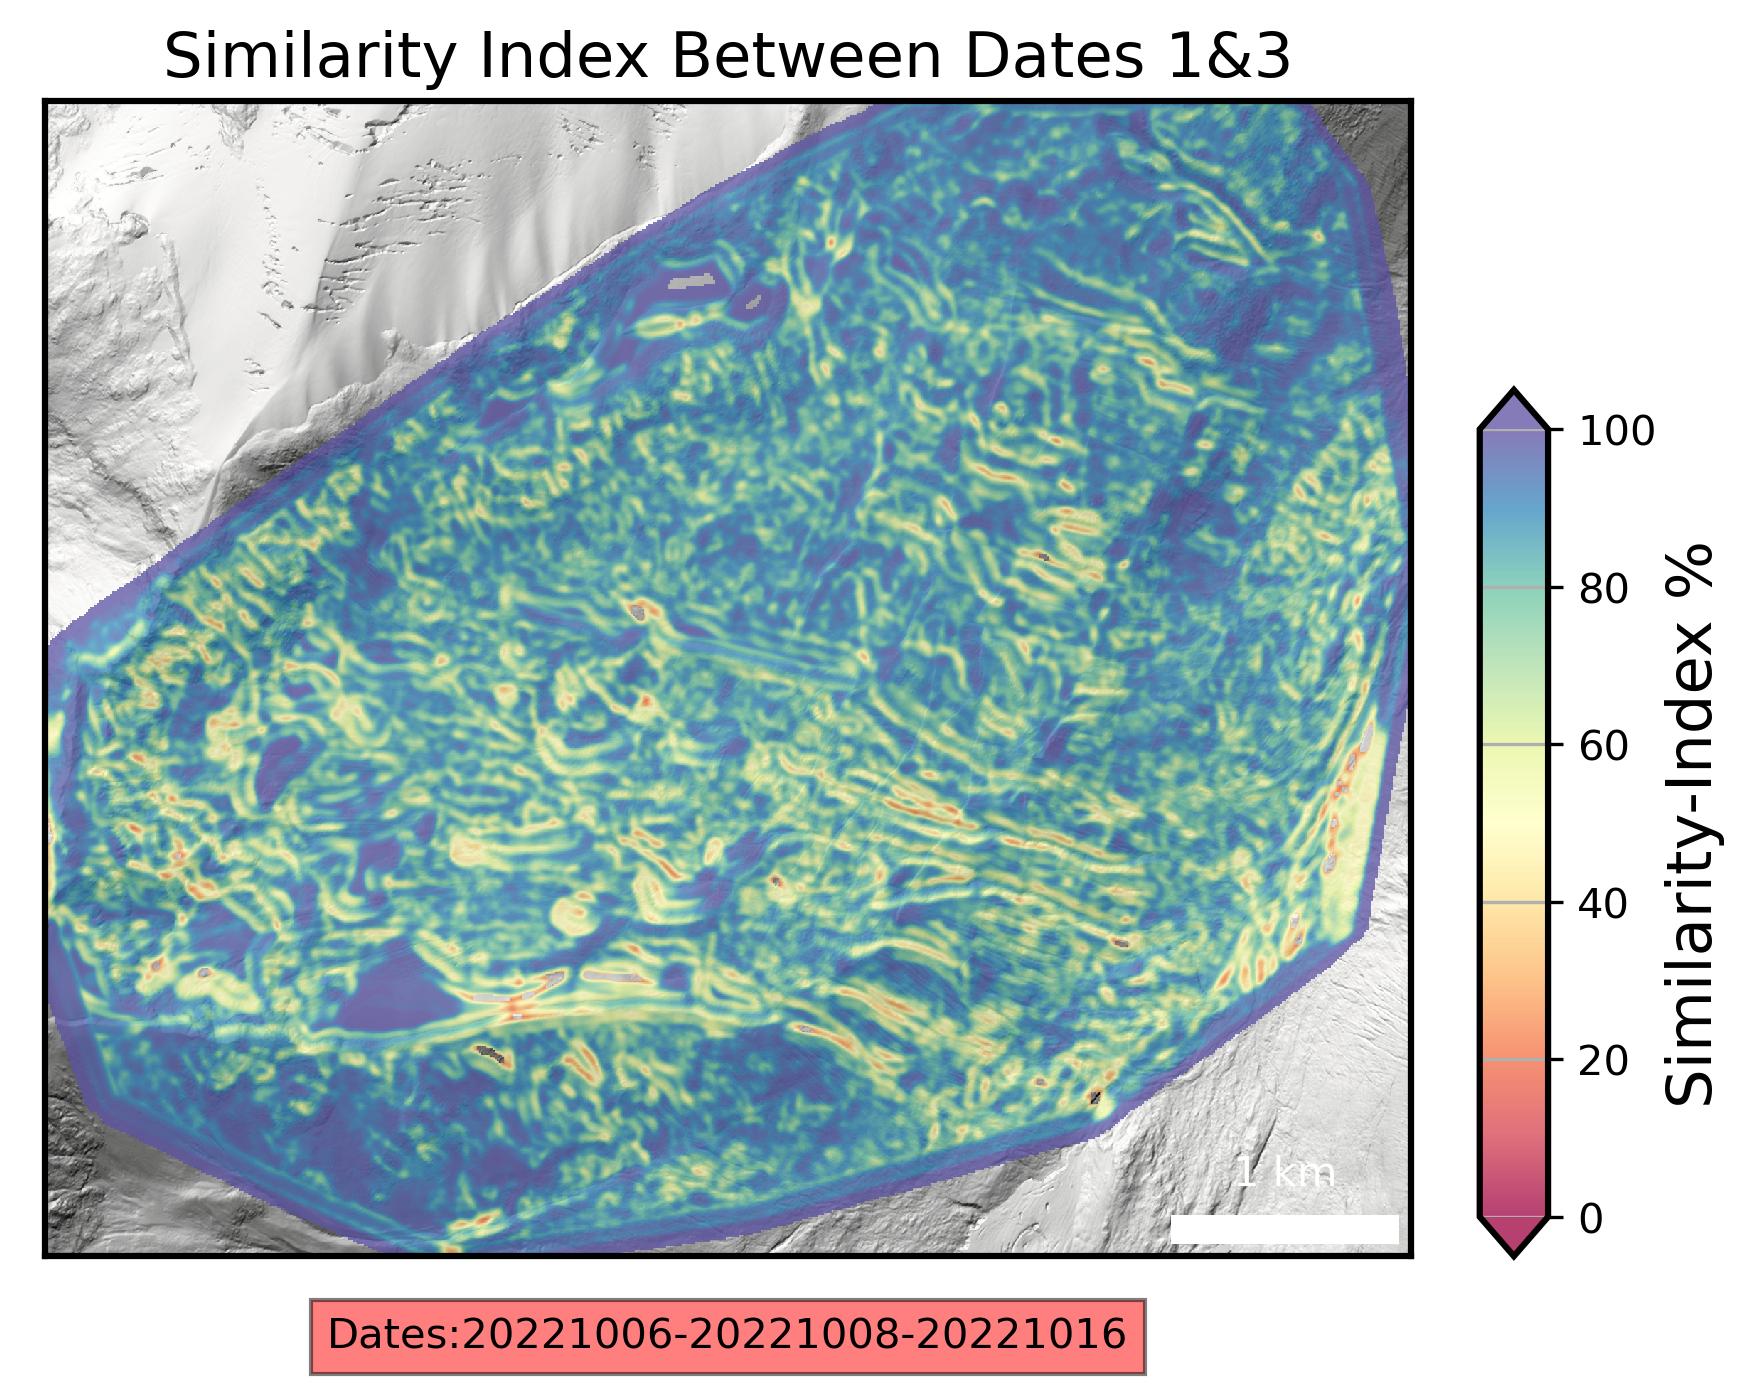 Similarity Index Between Dates 1&3
100
80
60
40
20
0
Similarity-Index %
1 km
Dates:20221006-20221008-20221016